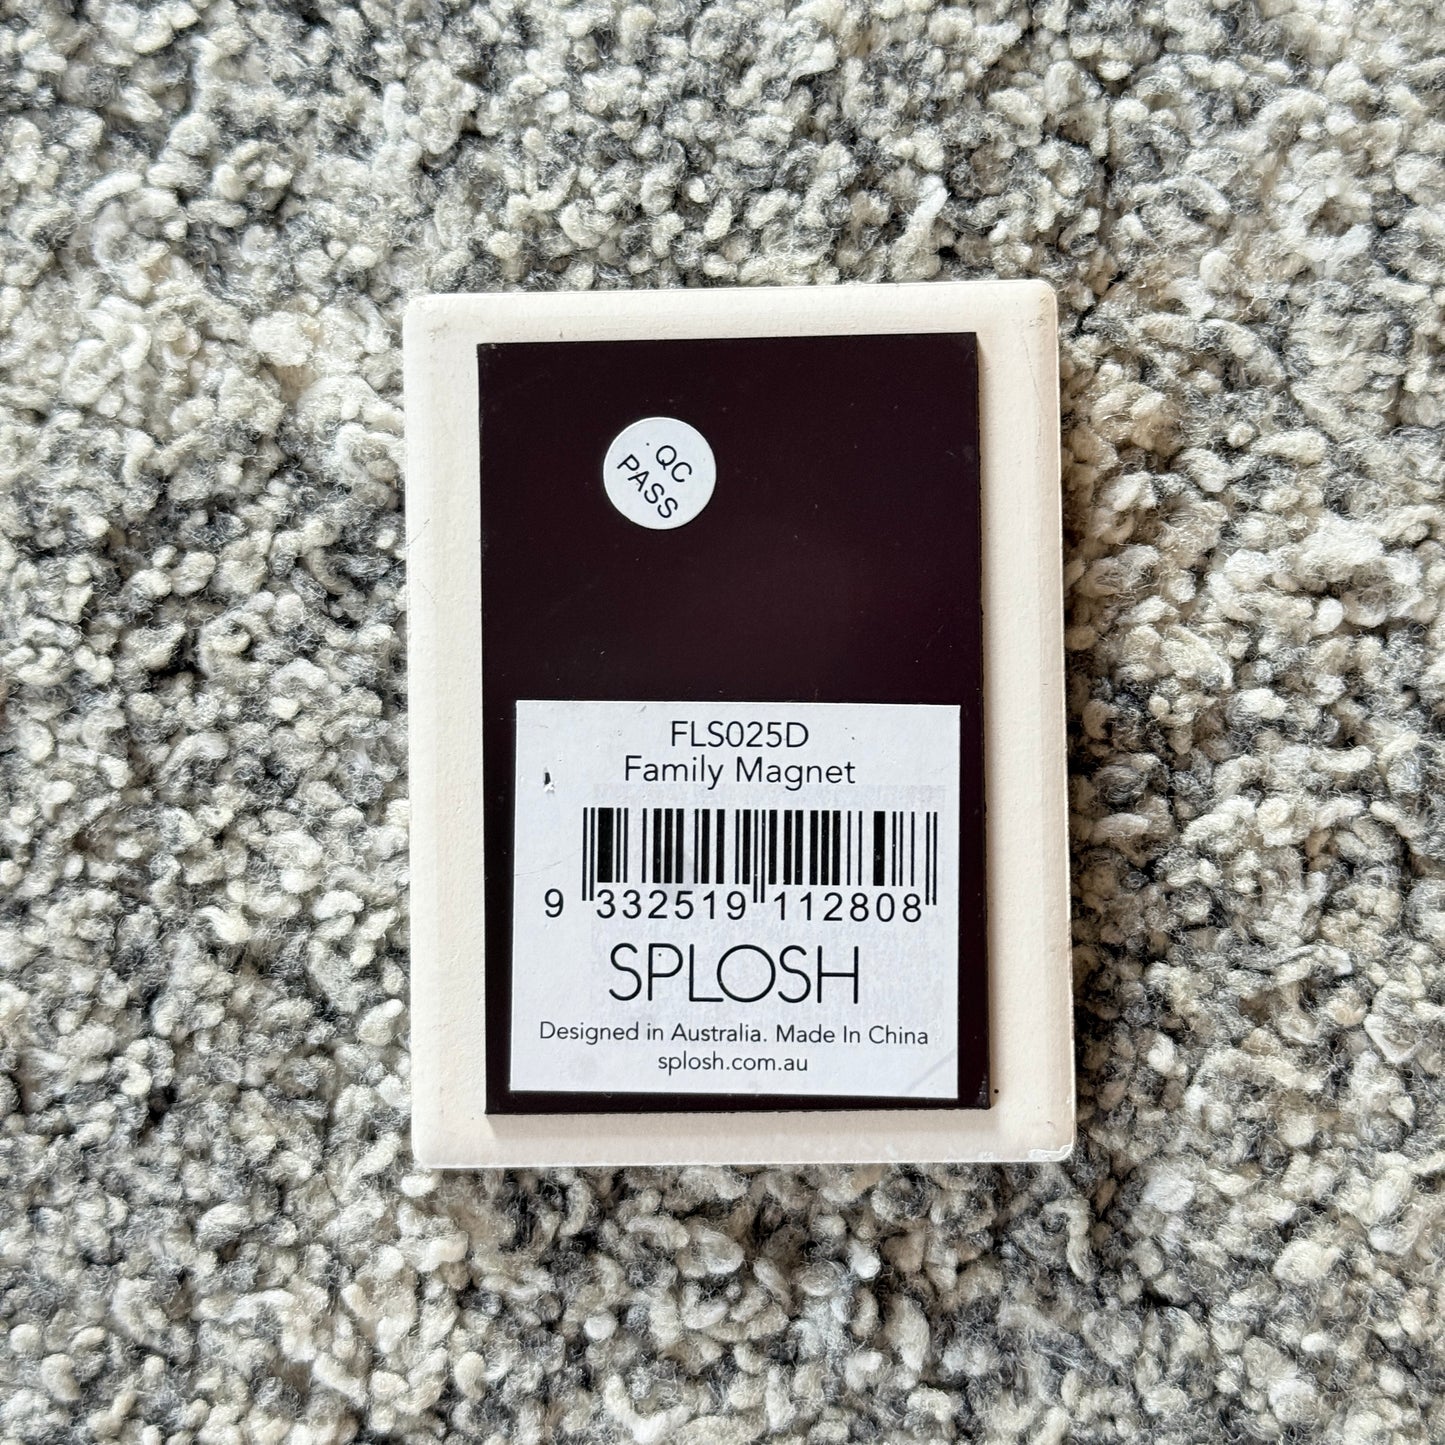 QC
PASS
FLS025D
Family Magnet
9 332519 112808
SPLOSH
Designed in Australia. Made In China
splosh.com.au